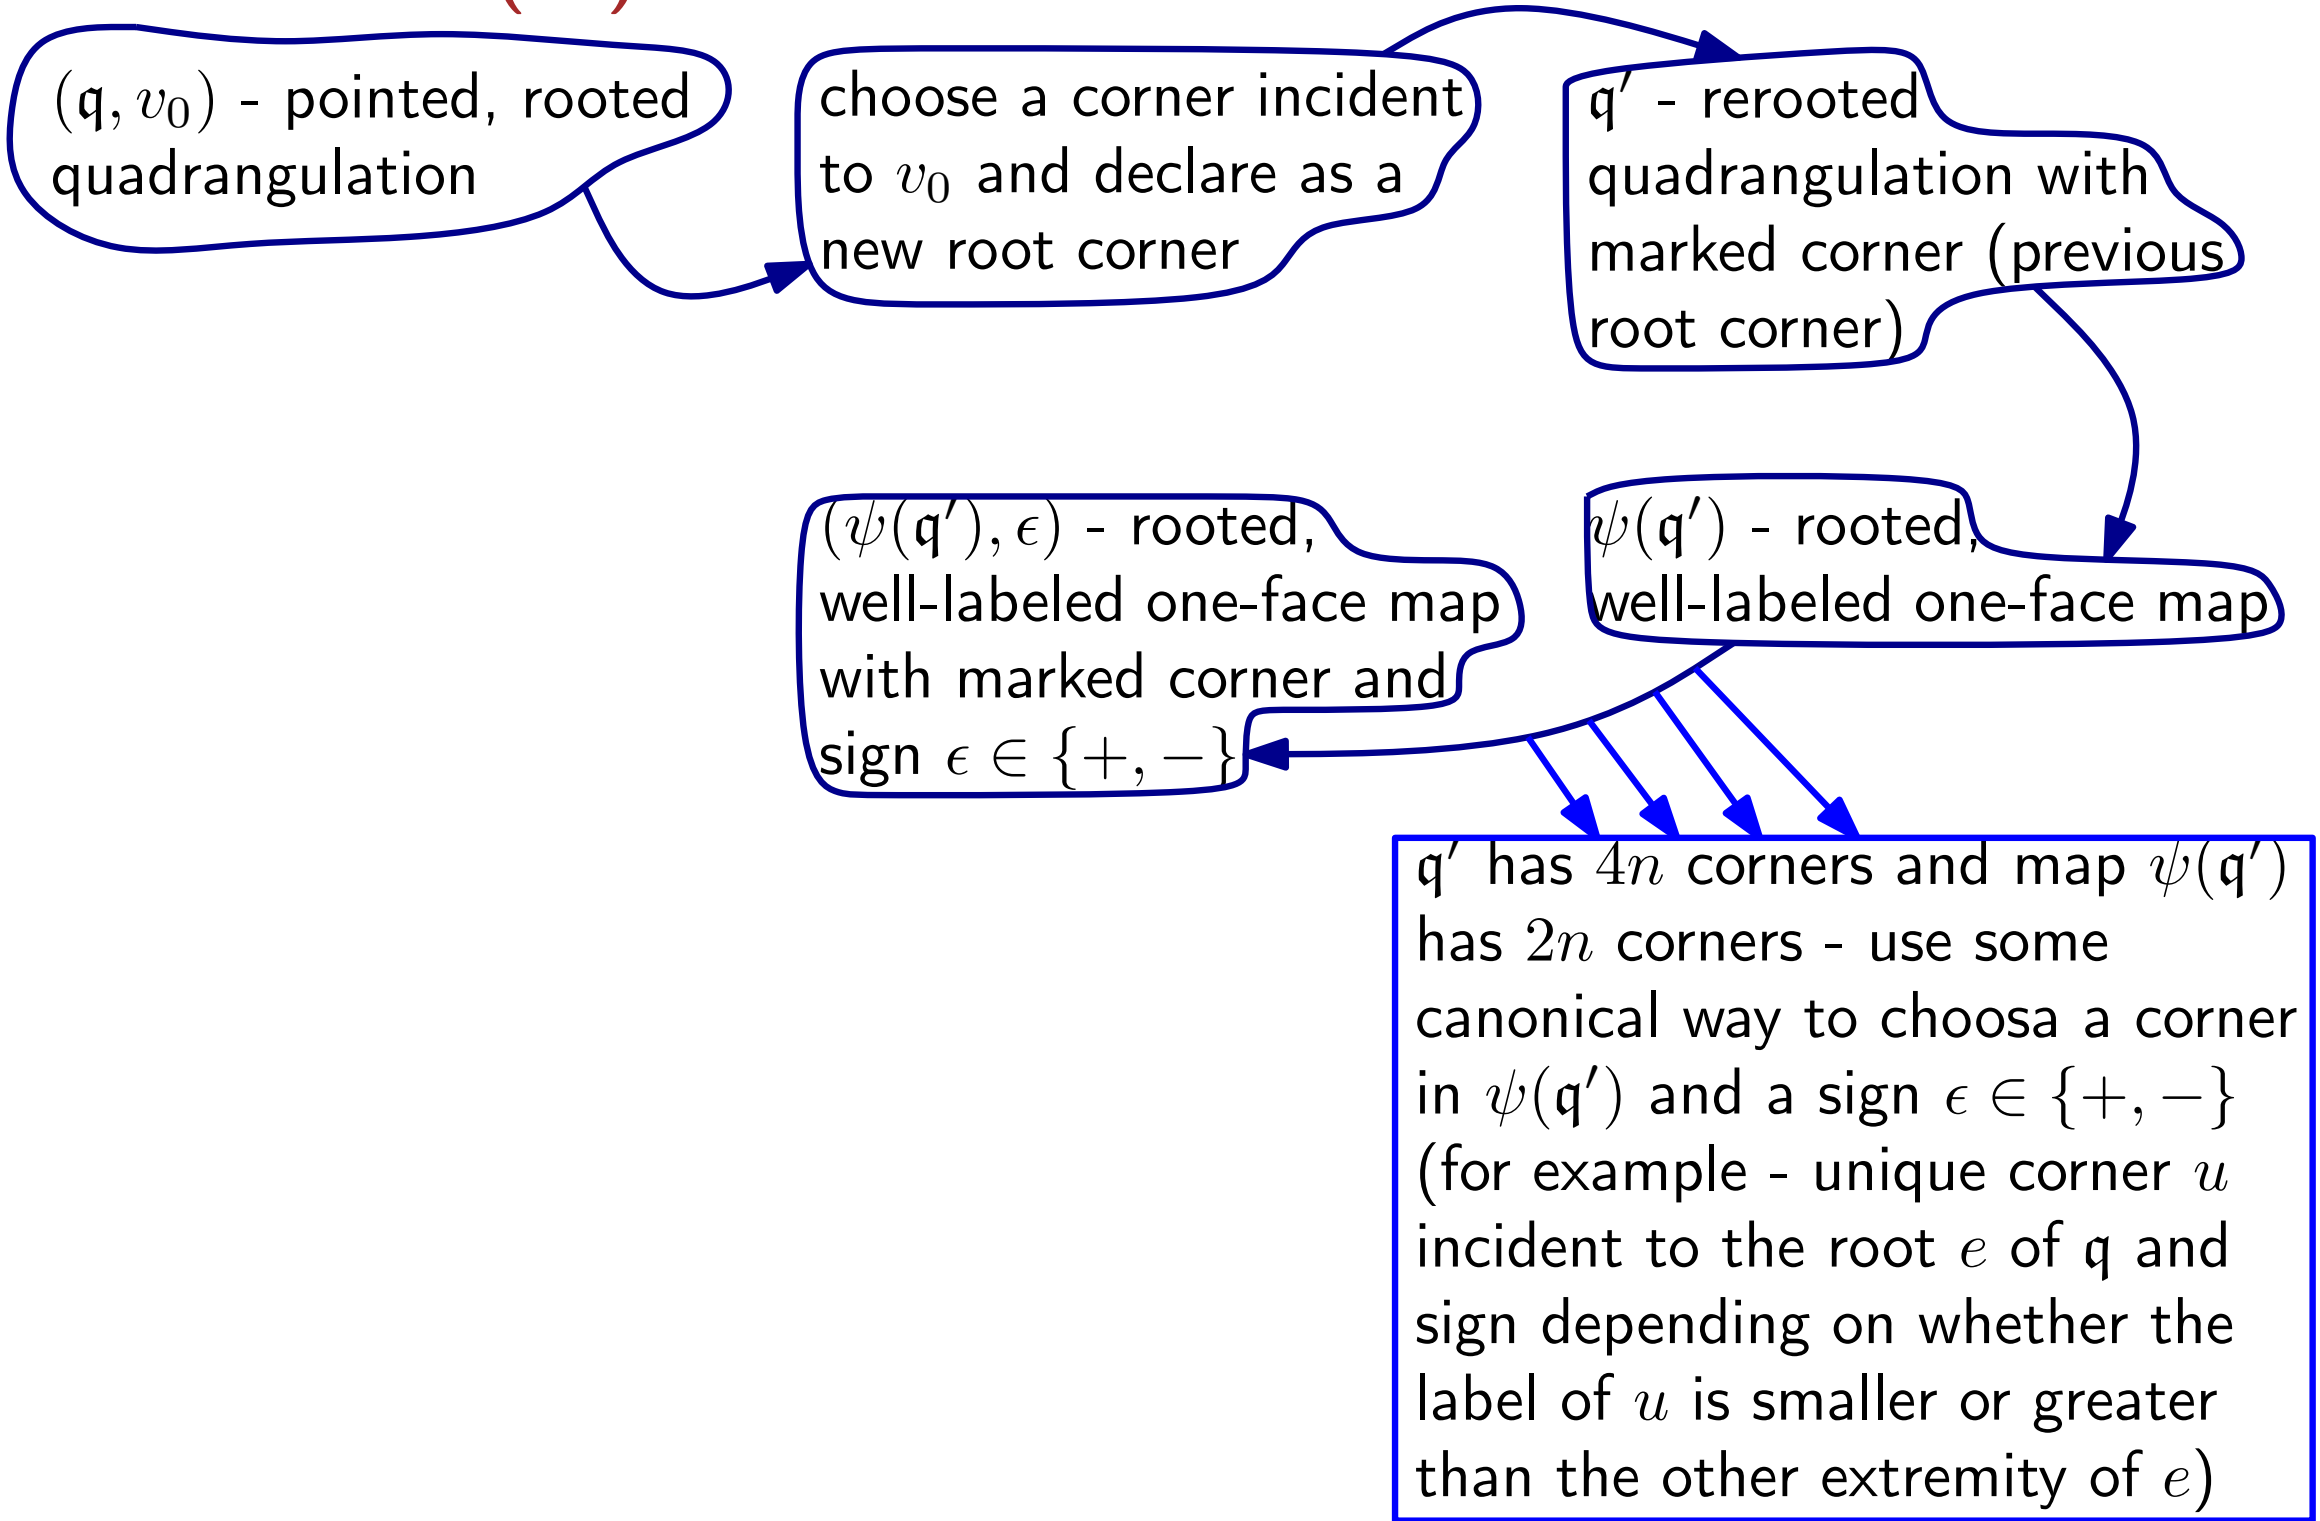 (𝔮, v₀) - pointed, rooted
quadrangulation
choose a corner incident
to v₀ and declare as a
new root corner
𝔮′ - rerooted
quadrangulation with
marked corner (previous
root corner)
(ψ(𝔮′), ϵ) - rooted,
well-labeled one-face map
with marked corner and
sign ϵ ∈ {+, −}
ψ(𝔮′) - rooted,
well-labeled one-face map
𝔮′ has 4n corners and map ψ(𝔮′)
has 2n corners - use some
canonical way to choosa a corner
in ψ(𝔮′) and a sign ϵ ∈ {+, −}
(for example - unique corner u
incident to the root e of 𝔮 and
sign depending on whether the
label of u is smaller or greater
than the other extremity of e)